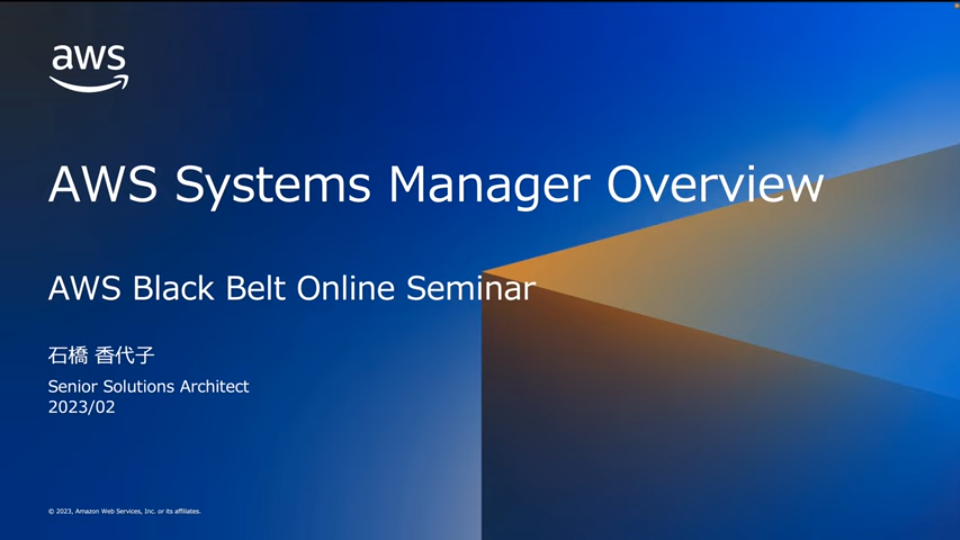 aws
AWS Systems Manager Overview
AWS Black Belt Online Seminar
石橋 香代子
Senior Solutions Architect
2023/02
© 2023, Amazon Web Services, Inc. or its affiliates.